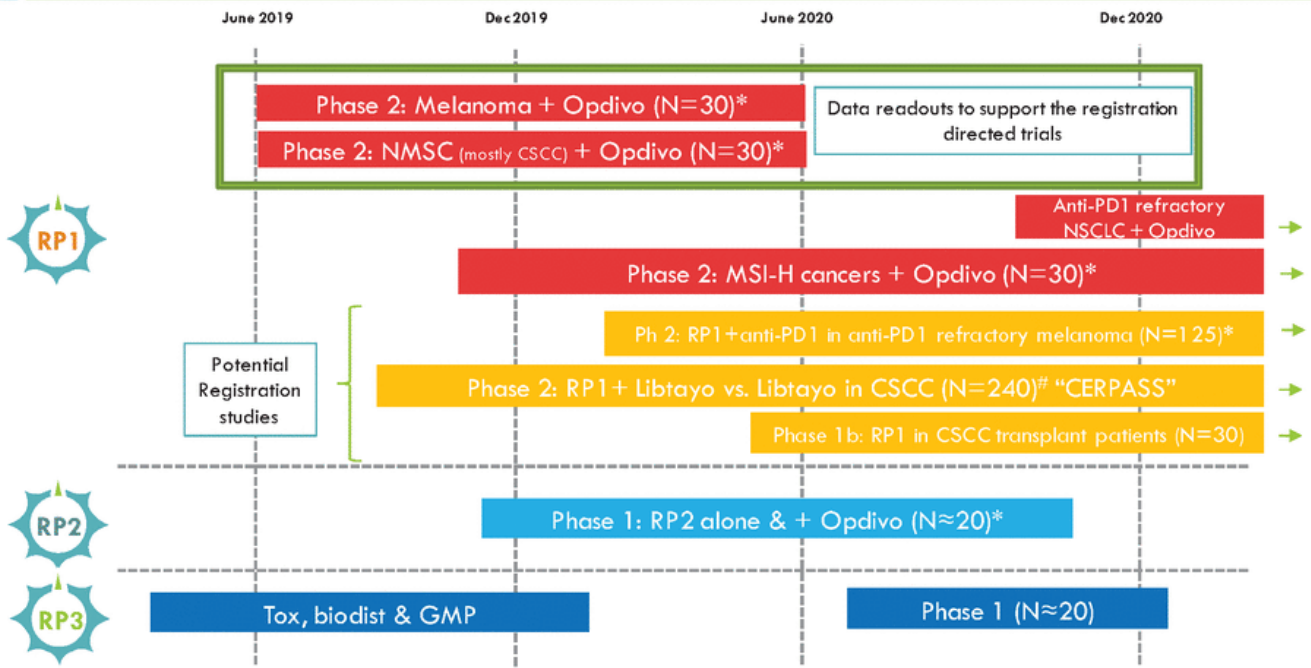 June 2019
Dec 2019
June 2020
Dec 2020
Phase 2: Melanoma + Opdivo (N=30)*
Phase 2: NMSC (mostly CSCC) + Opdivo (N=30)*
Data readouts to support the registration
directed trials
RP1
Anti-PD1 refractory
NSCLC + Opdivo
Phase 2: MSI-H cancers + Opdivo (N=30)*
Potential
Registration
studies
Ph 2: RP1+anti-PD1 in anti-PD1 refractory melanoma (N=125)*
Phase 2: RP1+ Libtayo vs. Libtayo in CSCC (N=240)# “CERPASS”
Phase 1b: RP1 in CSCC transplant patients (N=30)
RP2
Phase 1: RP2 alone & + Opdivo (N≈20)*
RP3
Tox, biodist & GMP
Phase 1 (N≈20)